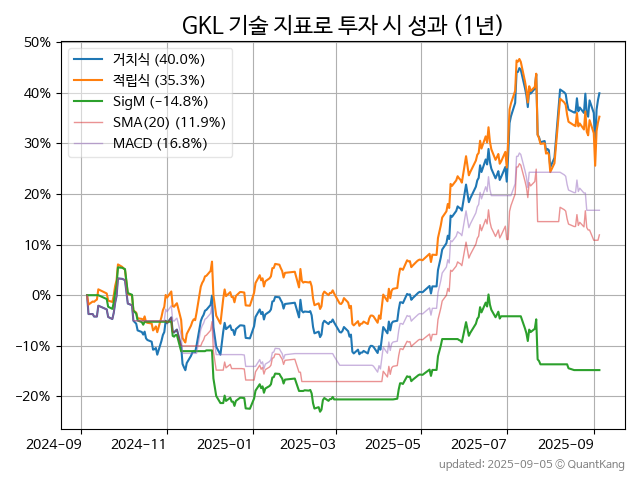 GKL 기술 지표로 투자 시 성과 (1년)
50%
40%
30%
20%
10%
0%
−10%
−20%
거치식 (40.0%)
적립식 (35.3%)
SigM (−14.8%)
SMA(20) (11.9%)
MACD (16.8%)
2024-09
2024-11
2025-01
2025-03
2025-05
2025-07
2025-09
updated: 2025-09-05 © QuantKang